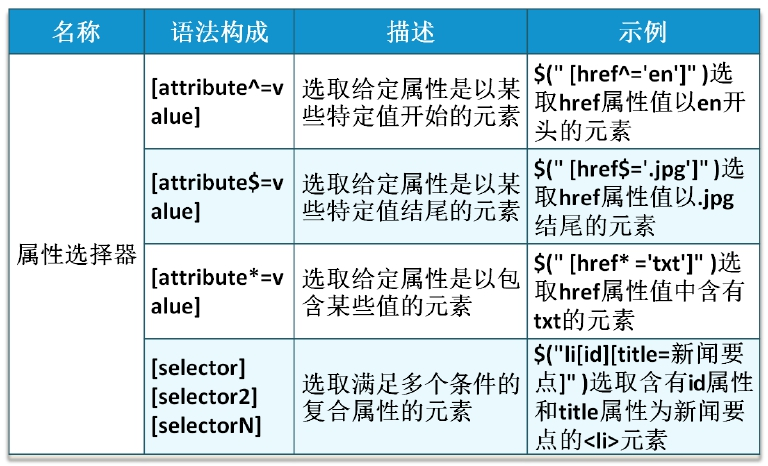 名称
语法构成
描述
示例
属性选择器
[attribute^=v
alue]
选取给定属性是以某
些特定值开始的元素
$(" [href^='en']" )选
取href属性值以en开
头的元素
[attribute$=v
alue]
选取给定属性是以某
些特定值结尾的元素
$(" [href$='.jpg']" )选
取href属性值以.jpg
结尾的元素
[attribute*=v
alue]
选取给定属性是以包
含某些值的元素
$(" [href* ='txt']" )选
取href属性值中含有
txt的元素
[selector]
[selector2]
[selectorN]
选取满足多个条件的
复合属性的元素
$("li[id][title=新闻要
点]" )选取含有id属性
和title属性为新闻要
点的<li>元素